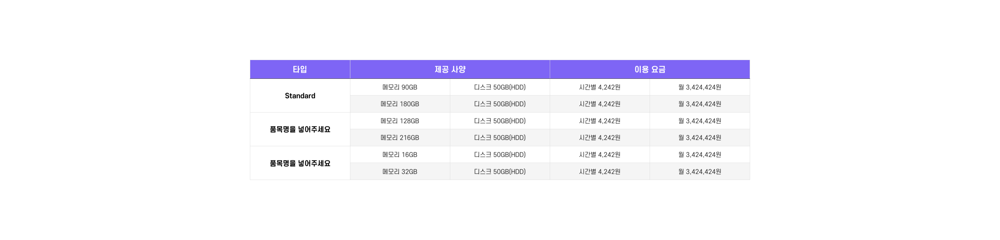 타입 제공 사양 이용 요금
Standard
메모리 90GB 디스크 50GB(HDD) 시간별 4,242원 월 3,424,424원
메모리 180GB 디스크 50GB(HDD) 시간별 4,242원 월 3,424,424원
품목명을 넣어주세요
메모리 128GB 디스크 50GB(HDD) 시간별 4,242원 월 3,424,424원
메모리 216GB 디스크 50GB(HDD) 시간별 4,242원 월 3,424,424원
품목명을 넣어주세요
메모리 16GB 디스크 50GB(HDD) 시간별 4,242원 월 3,424,424원
메모리 32GB 디스크 50GB(HDD) 시간별 4,242원 월 3,424,424원